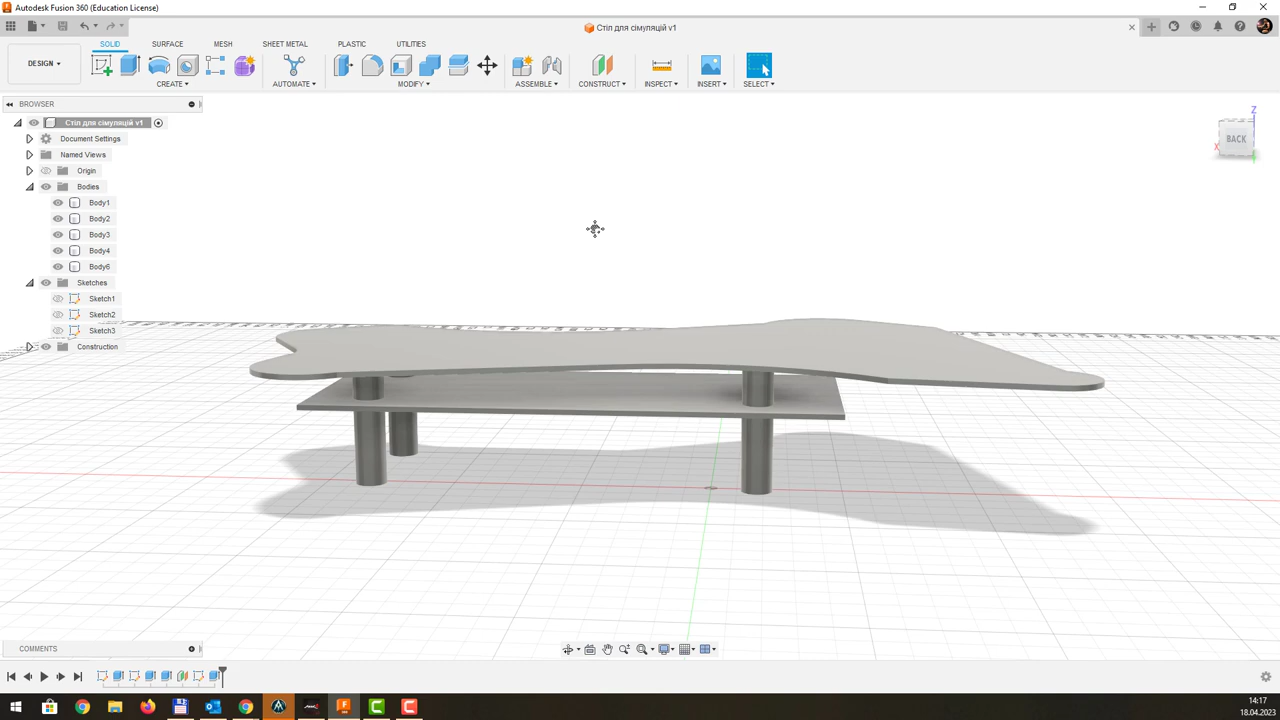 Autodesk Fusion 360 (Education License)
Стіл для сімуляцій v1
SOLID SURFACE MESH SHEET METAL PLASTIC UTILITIES
DESIGN
CREATE AUTOMATE MODIFY ASSEMBLE CONSTRUCT INSPECT INSERT SELECT
BROWSER
Стіл для сімуляцій v1
Document Settings
Named Views
Origin
Bodies
Body1
Body2
Body3
Body4
Body6
Sketches
Sketch1
Sketch2
Sketch3
Construction
Z
X
BACK
COMMENTS
14:17
18.04.2023